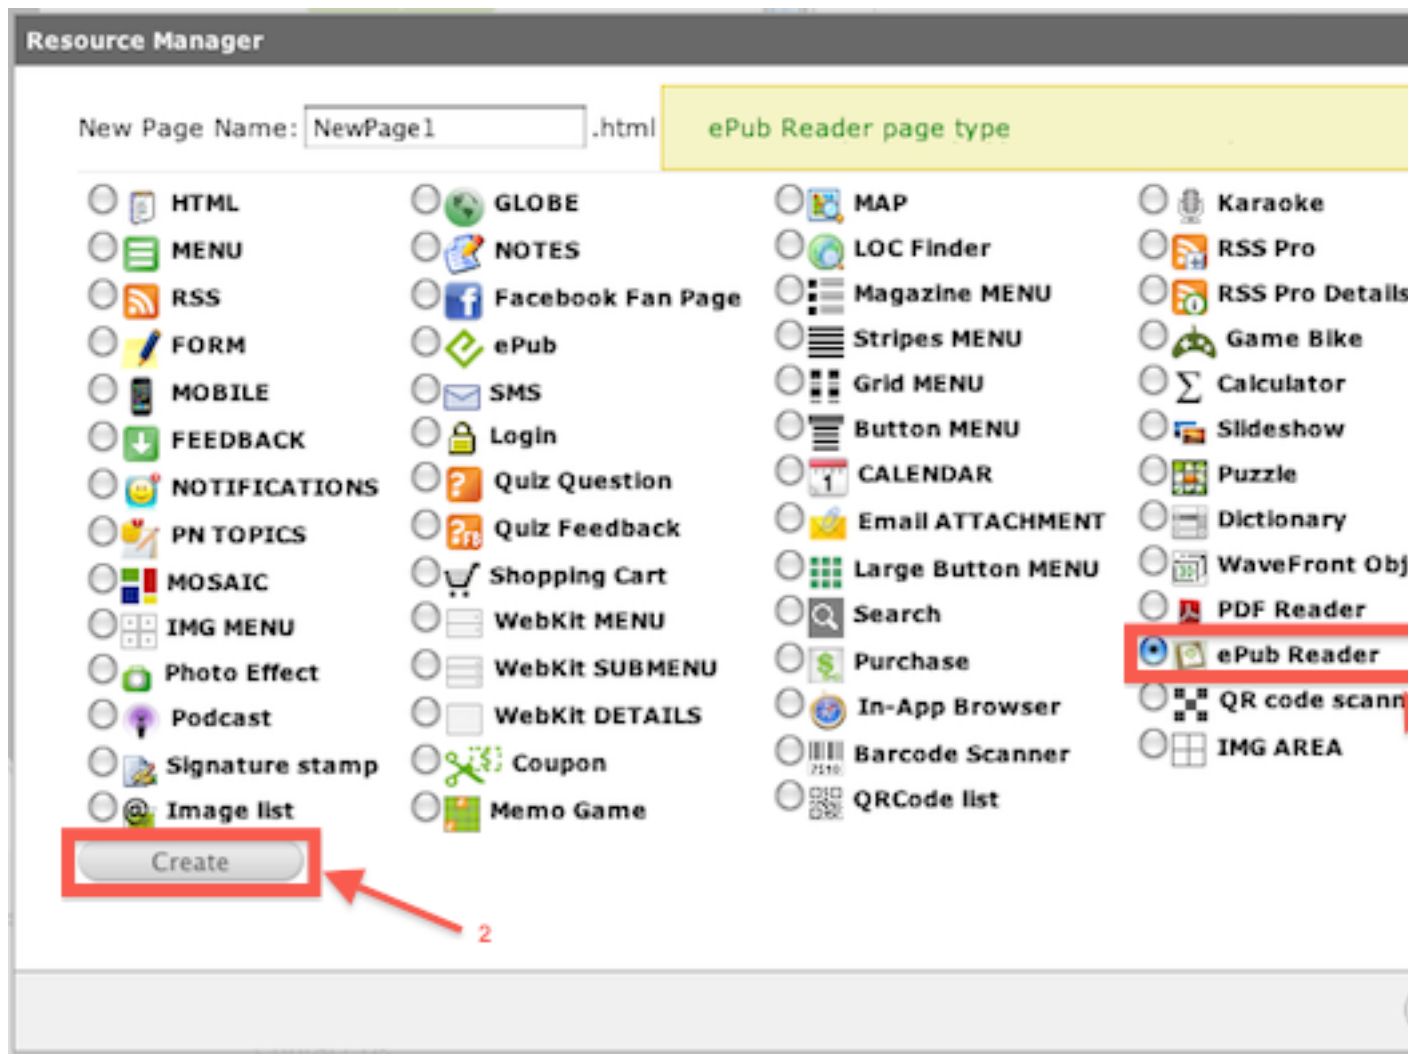 Resource Manager
New Page Name: NewPage1 .html ePub Reader page type
HTML GLOBE MAP Karaoke
MENU NOTES LOC Finder RSS Pro
RSS Facebook Fan Page Magazine MENU RSS Pro Details
FORM ePub Stripes MENU Game Bike
MOBILE SMS Grid MENU Calculator
FEEDBACK Login Button MENU Slideshow
NOTIFICATIONS Quiz Question CALENDAR Puzzle
PN TOPICS Quiz Feedback Email ATTACHMENT Dictionary
MOSAIC Shopping Cart Large Button MENU WaveFront Obj
IMG MENU WebKit MENU Search PDF Reader
Photo Effect WebKit SUBMENU Purchase ePub Reader
Podcast WebKit DETAILS In-App Browser QR code scann
Signature stamp Coupon Barcode Scanner IMG AREA
Image list Memo Game QRCode list
Create
2